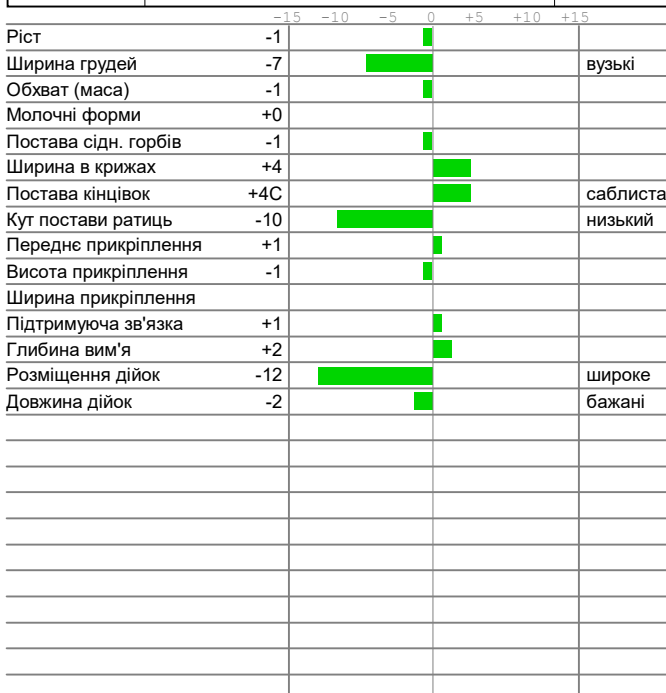 -15 -10 -5 0 +5 +10 +15
Ріст -1
Ширина грудей -7 вузькі
Обхват (маса) -1
Молочні форми +0
Постава сідн. горбів -1
Ширина в крижах +4
Постава кінцівок +4С саблиста
Кут постави ратиць -10 низький
Переднє прикріплення +1
Висота прикріплення -1
Ширина прикріплення
Підтримуюча зв'язка +1
Глибина вим'я +2
Розміщення дійок -12 широке
Довжина дійок -2 бажані